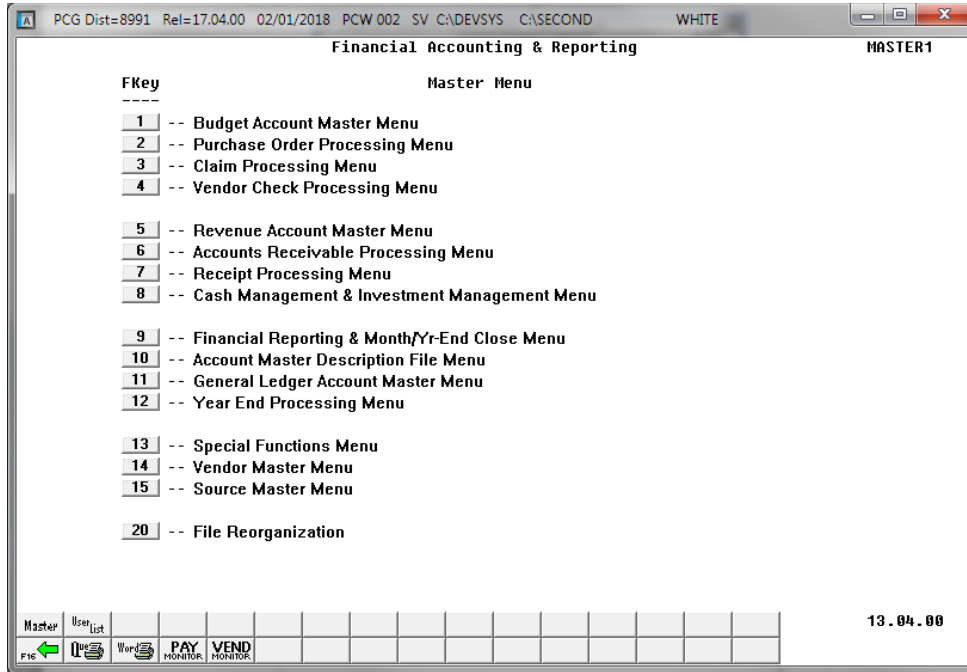 A PCG Dist=8991 Rel=17.04.00 02/01/2018 PCW 002 SV C:\DEVSYS C:\SECOND WHITE
Financial Accounting & Reporting MASTER1
FKey Master Menu
----
1 -- Budget Account Master Menu
2 -- Purchase Order Processing Menu
3 -- Claim Processing Menu
4 -- Vendor Check Processing Menu
5 -- Revenue Account Master Menu
6 -- Accounts Receivable Processing Menu
7 -- Receipt Processing Menu
8 -- Cash Management & Investment Management Menu
9 -- Financial Reporting & Month/Yr-End Close Menu
10 -- Account Master Description File Menu
11 -- General Ledger Account Master Menu
12 -- Year End Processing Menu
13 -- Special Functions Menu
14 -- Vendor Master Menu
15 -- Source Master Menu
20 -- File Reorganization
Master User List 13.04.00
F16 Que Word PAY MONITOR VEND MONITOR